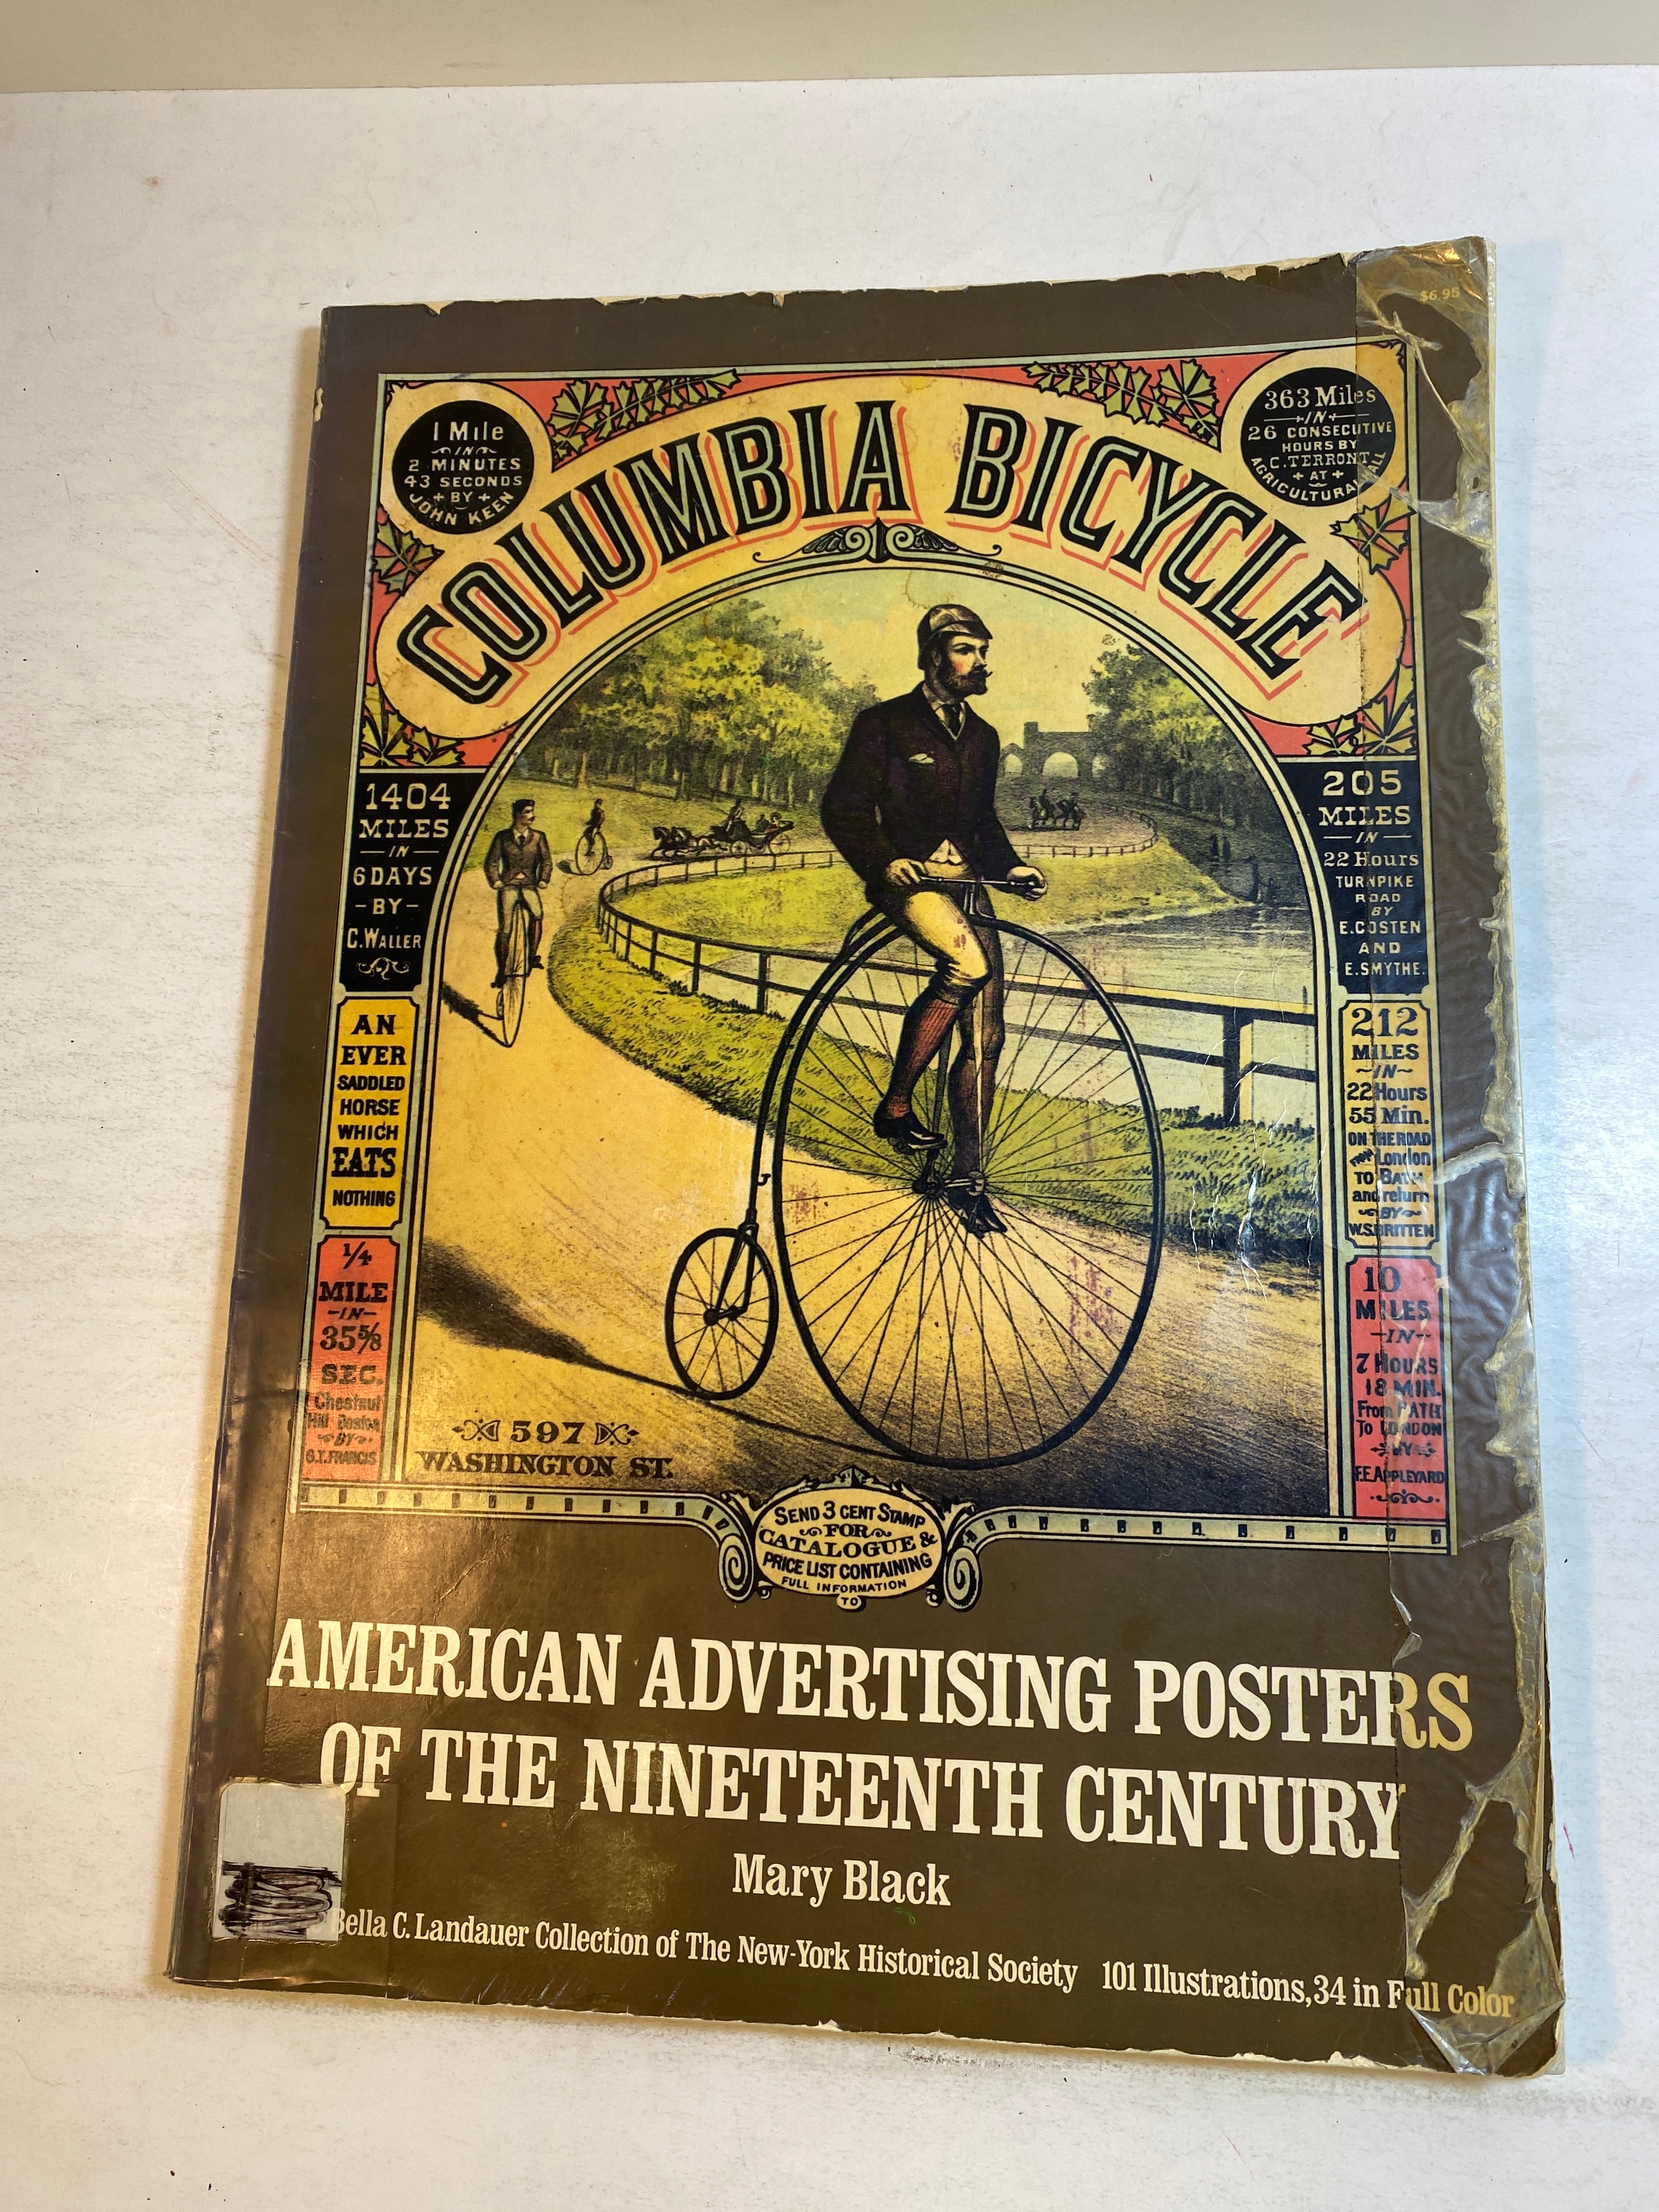 $6.95
1 Mile
IN
2 MINUTES
43 SECONDS
BY
JOHN KEEN
COLUMBIA BICYCLE
363 Miles
IN
26 CONSECUTIVE
HOURS BY
C. TERRONT
AT
AGRICULTURAL HALL
1404
MILES
IN
6 DAYS
-BY-
C. WALLER
AN
EVER
SADDLED
HORSE
WHICH
EATS
NOTHING
1/4
MILE
-IN-
35 5/8
SEC.
Chestnut
Hill Boston
BY
G.T. FRANCIS
205
MILES
IN
22 Hours
TURNPIKE
ROAD
BY
E. COSTEN
AND
E. SMYTHE.
212
MILES
IN
22 Hours
55 Min.
ON THE ROAD
FROM London
TO BATH
and return
BY
W.S. BRITTEN
10
MILES
-IN-
7 HOURS
18 MIN.
From BATH
To LONDON
BY
F.E. APPLEYARD
597
WASHINGTON ST.
SEND 3 CENT STAMP
FOR
CATALOGUE &
PRICE LIST CONTAINING
FULL INFORMATION
TO
AMERICAN ADVERTISING POSTERS
OF THE NINETEENTH CENTURY
Mary Black
Bella C. Landauer Collection of The New-York Historical Society 101 Illustrations, 34 in Full Color